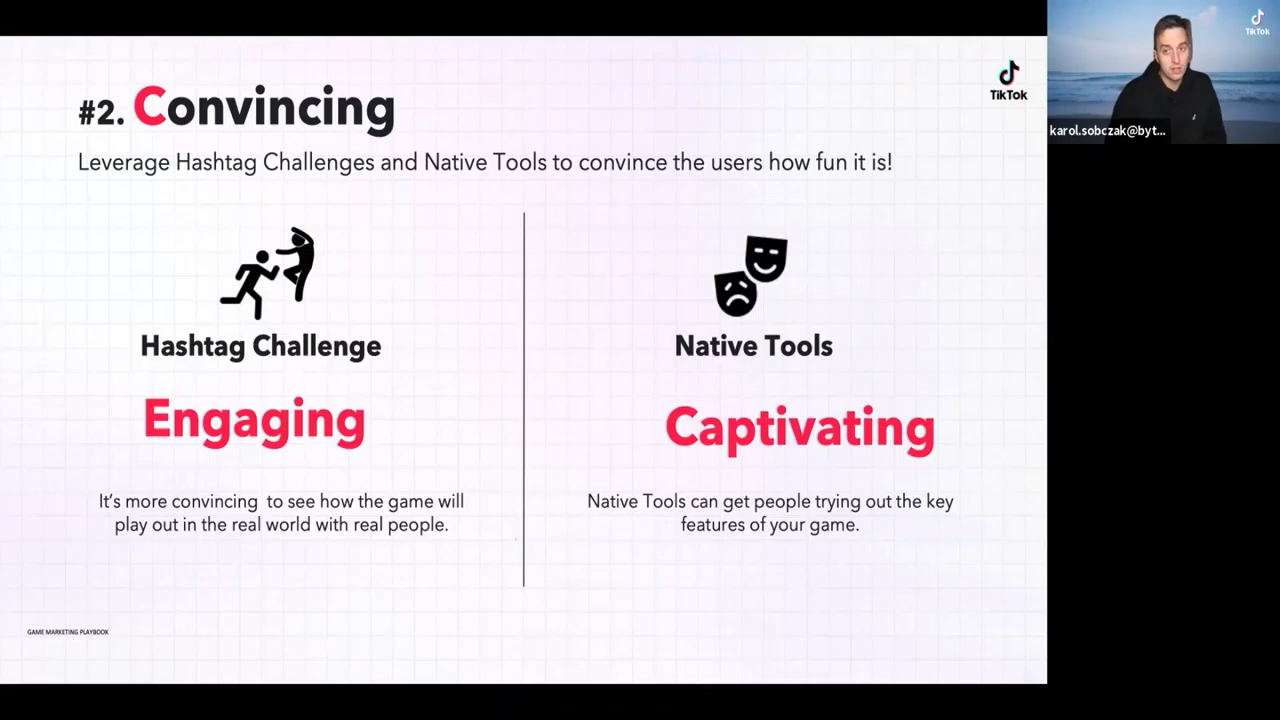 #2. Convincing
Leverage Hashtag Challenges and Native Tools to convince the users how fun it is!
TikTok
Hashtag Challenge
Engaging
It's more convincing to see how the game will
play out in the real world with real people.
Native Tools
Captivating
Native Tools can get people trying out the key
features of your game.
GAME MARKETING PLAYBOOK
TikTok
karol.sobczak@byt...